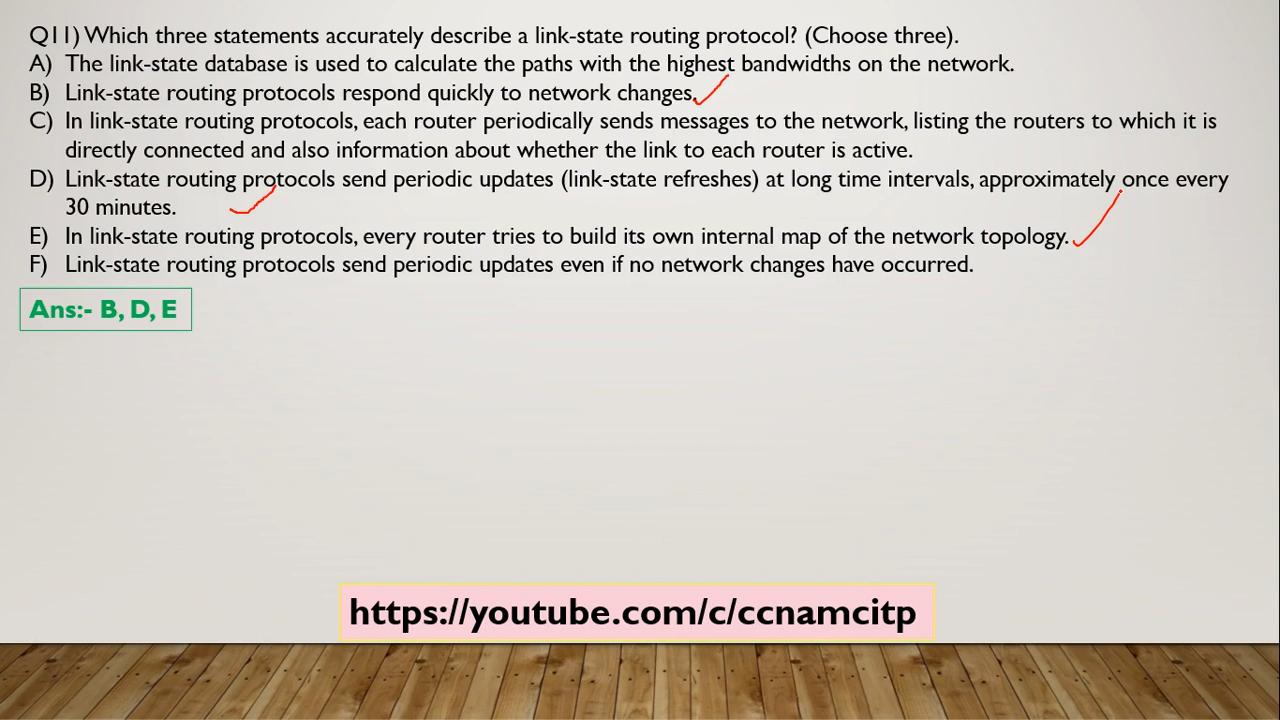 Q11) Which three statements accurately describe a link-state routing protocol? (Choose three).
A) The link-state database is used to calculate the paths with the highest bandwidths on the network.
B) Link-state routing protocols respond quickly to network changes.
C) In link-state routing protocols, each router periodically sends messages to the network, listing the routers to which it is
directly connected and also information about whether the link to each router is active.
D) Link-state routing protocols send periodic updates (link-state refreshes) at long time intervals, approximately once every
30 minutes.
E) In link-state routing protocols, every router tries to build its own internal map of the network topology.
F) Link-state routing protocols send periodic updates even if no network changes have occurred.
Ans:- B, D, E
https://youtube.com/c/ccnamcitp